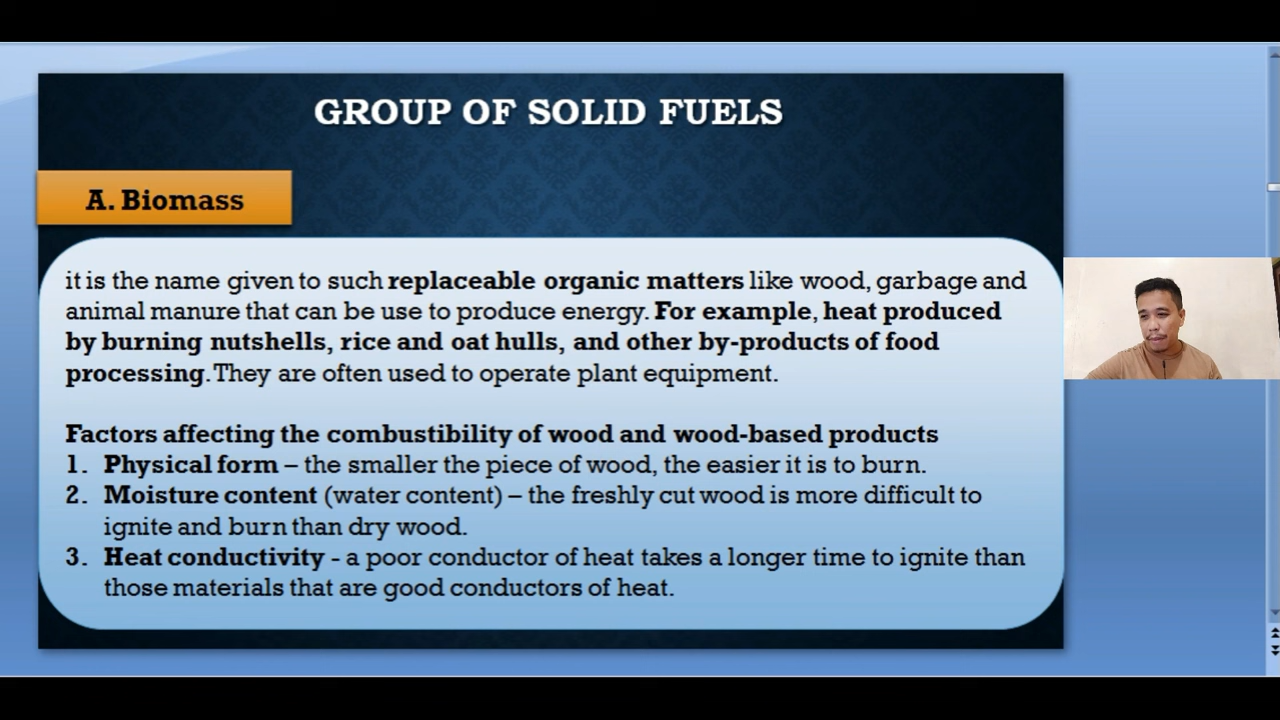 GROUP OF SOLID FUELS
A. Biomass
it is the name given to such replaceable organic matters like wood, garbage and
animal manure that can be use to produce energy. For example, heat produced
by burning nutshells, rice and oat hulls, and other by-products of food
processing. They are often used to operate plant equipment.
Factors affecting the combustibility of wood and wood-based products
1. Physical form – the smaller the piece of wood, the easier it is to burn.
2. Moisture content (water content) – the freshly cut wood is more difficult to
ignite and burn than dry wood.
3. Heat conductivity - a poor conductor of heat takes a longer time to ignite than
those materials that are good conductors of heat.